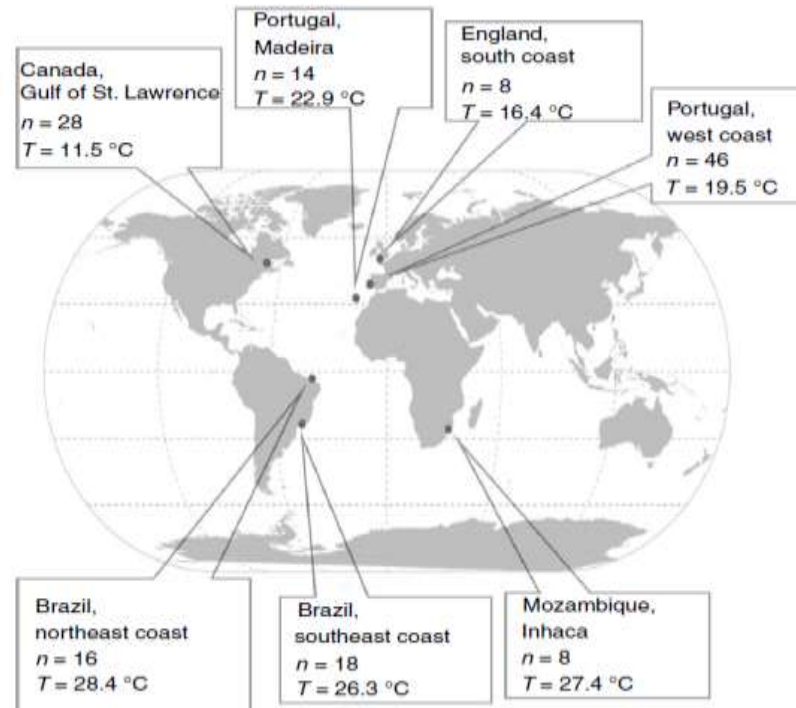 Canada,
Gulf of St. Lawrence
n = 28
T = 11.5 °C
Portugal,
Madeira
n = 14
T = 22.9 °C
England,
south coast
n = 8
T = 16.4 °C
Portugal,
west coast
n = 46
T = 19.5 °C
Brazil,
northeast coast
n = 16
T = 28.4 °C
Brazil,
southeast coast
n = 18
T = 26.3 °C
Mozambique,
Inhaca
n = 8
T = 27.4 °C